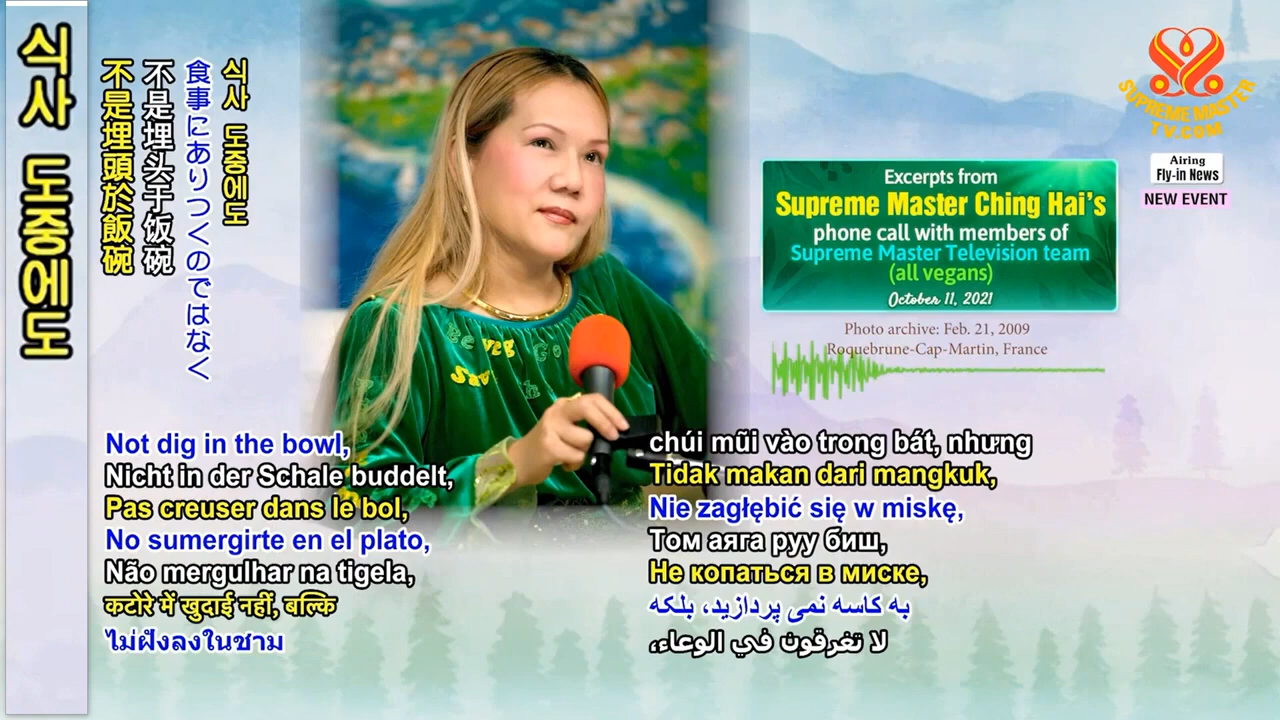 식사 도중에도
식사 도중에도
食事にありつくのではなく
不是埋头于饭碗
不是埋頭於飯碗
SUPREME MASTER
TV.COM
Airing
Fly-in News
NEW EVENT
Excerpts from
Supreme Master Ching Hai's
phone call with members of
Supreme Master Television team
(all vegans)
October 11, 2021
Photo archive: Feb. 21, 2009
Roquebrune-Cap-Martin, France
Be veg Go
Sav
Not dig in the bowl,
Nicht in der Schale buddelt,
Pas creuser dans le bol,
No sumergirte en el plato,
Não mergulhar na tigela,
कटोरे में खुदाई नहीं, बल्कि
ไม่ฝังลงในชาม
chúi mũi vào trong bát, nhưng
Tidak makan dari mangkuk,
Nie zagłębić się w miskę,
Том аяга руу биш,
Не копаться в миске,
به کاسه نمی پردازید، بلکه
لا تغرقون في الوعاء،